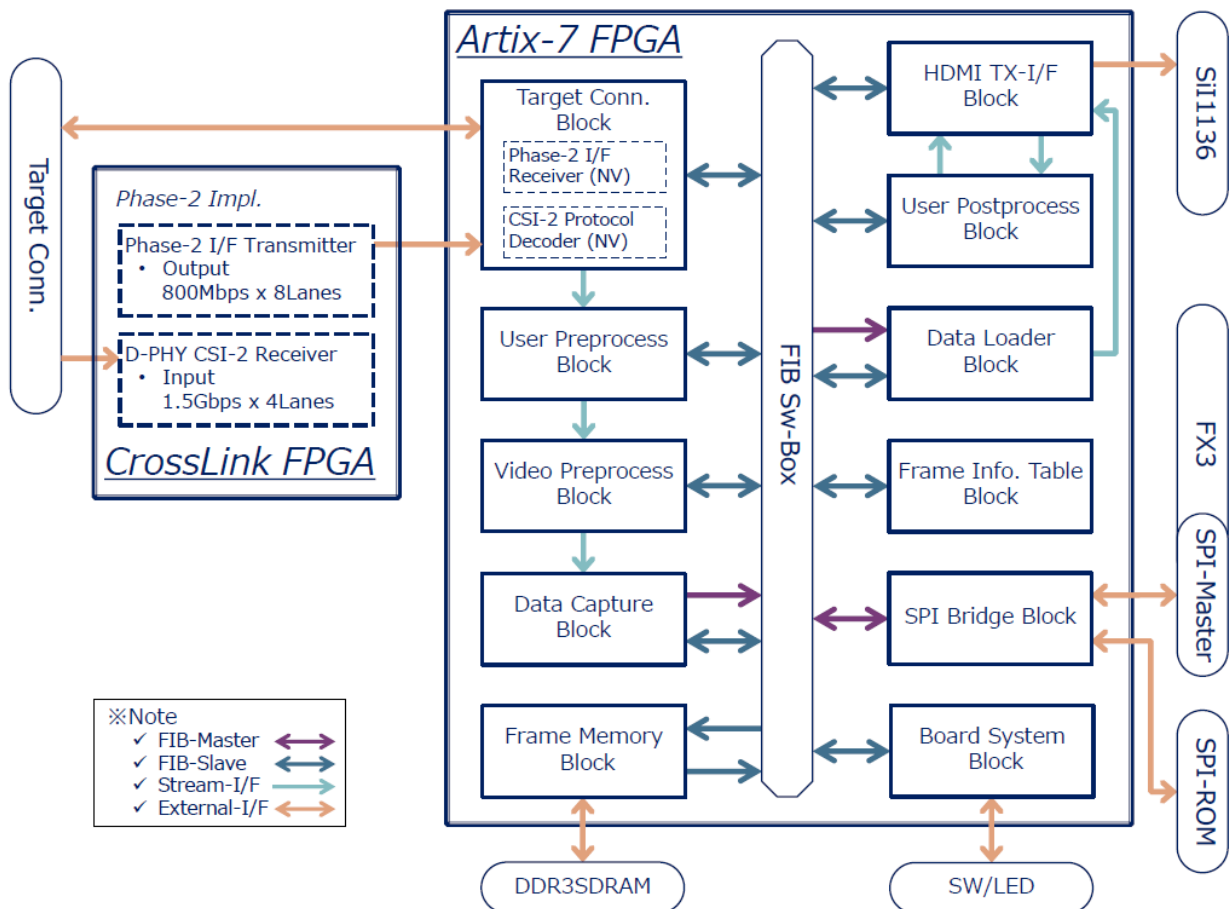 Artix-7 FPGA
Target Conn.
Block
Phase-2 I/F
Receiver (NV)
CSI-2 Protocol
Decoder (NV)
HDMI TX-I/F
Block
SiI1136
Target Conn.
Phase-2 Impl.
Phase-2 I/F Transmitter
• Output
800Mbps x 8Lanes
D-PHY CSI-2 Receiver
• Input
1.5Gbps x 4Lanes
CrossLink FPGA
User Postprocess
Block
User Preprocess
Block
FIB Sw-Box
Data Loader
Block
Video Preprocess
Block
Frame Info. Table
Block
FX3
SPI-Master
Data Capture
Block
SPI Bridge Block
Frame Memory
Block
Board System
Block
SPI-ROM
※Note
✓ FIB-Master
✓ FIB-Slave
✓ Stream-I/F
✓ External-I/F
DDR3SDRAM
SW/LED